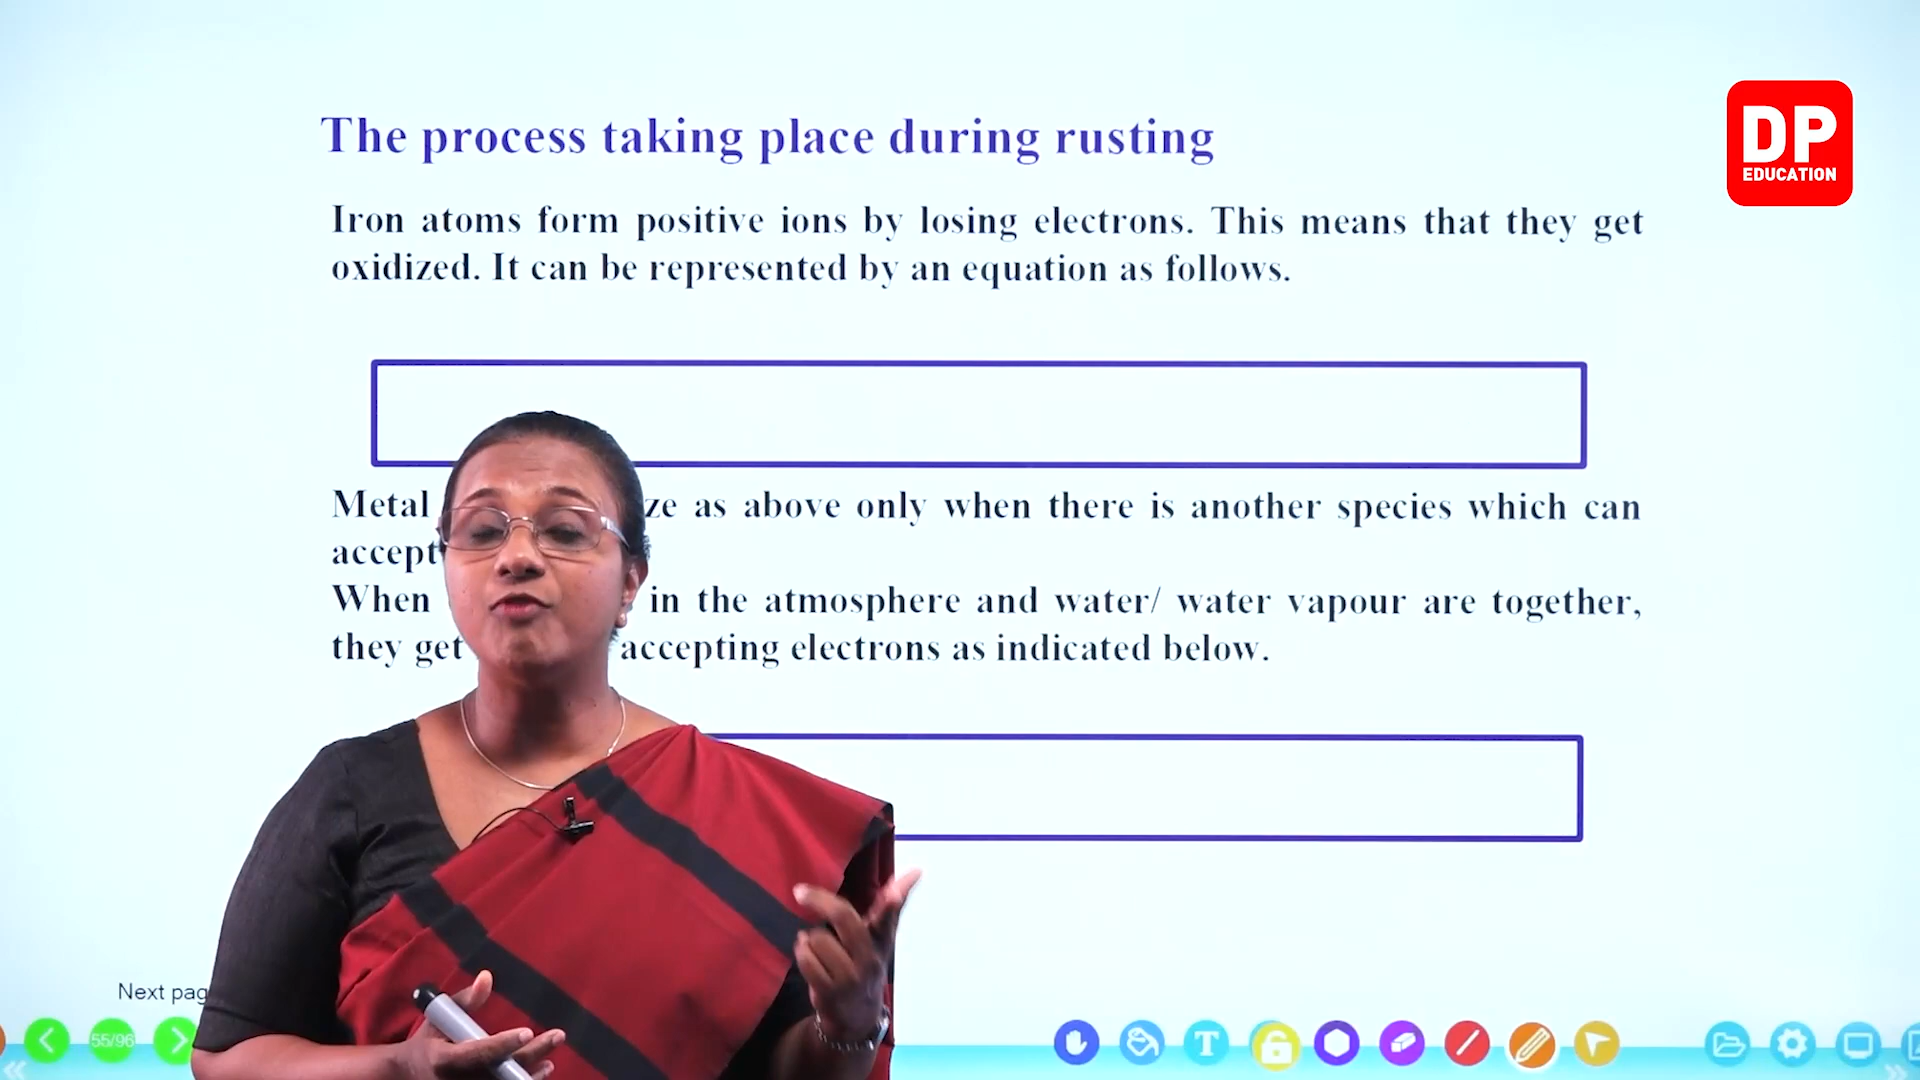 The process taking place during rusting
DP
EDUCATION
Iron atoms form positive ions by losing electrons. This means that they get
oxidized. It can be represented by an equation as follows.
Metal ze as above only when there is another species which can
accept
When in the atmosphere and water/ water vapour are together,
they get accepting electrons as indicated below.
Next pag
55/96
T